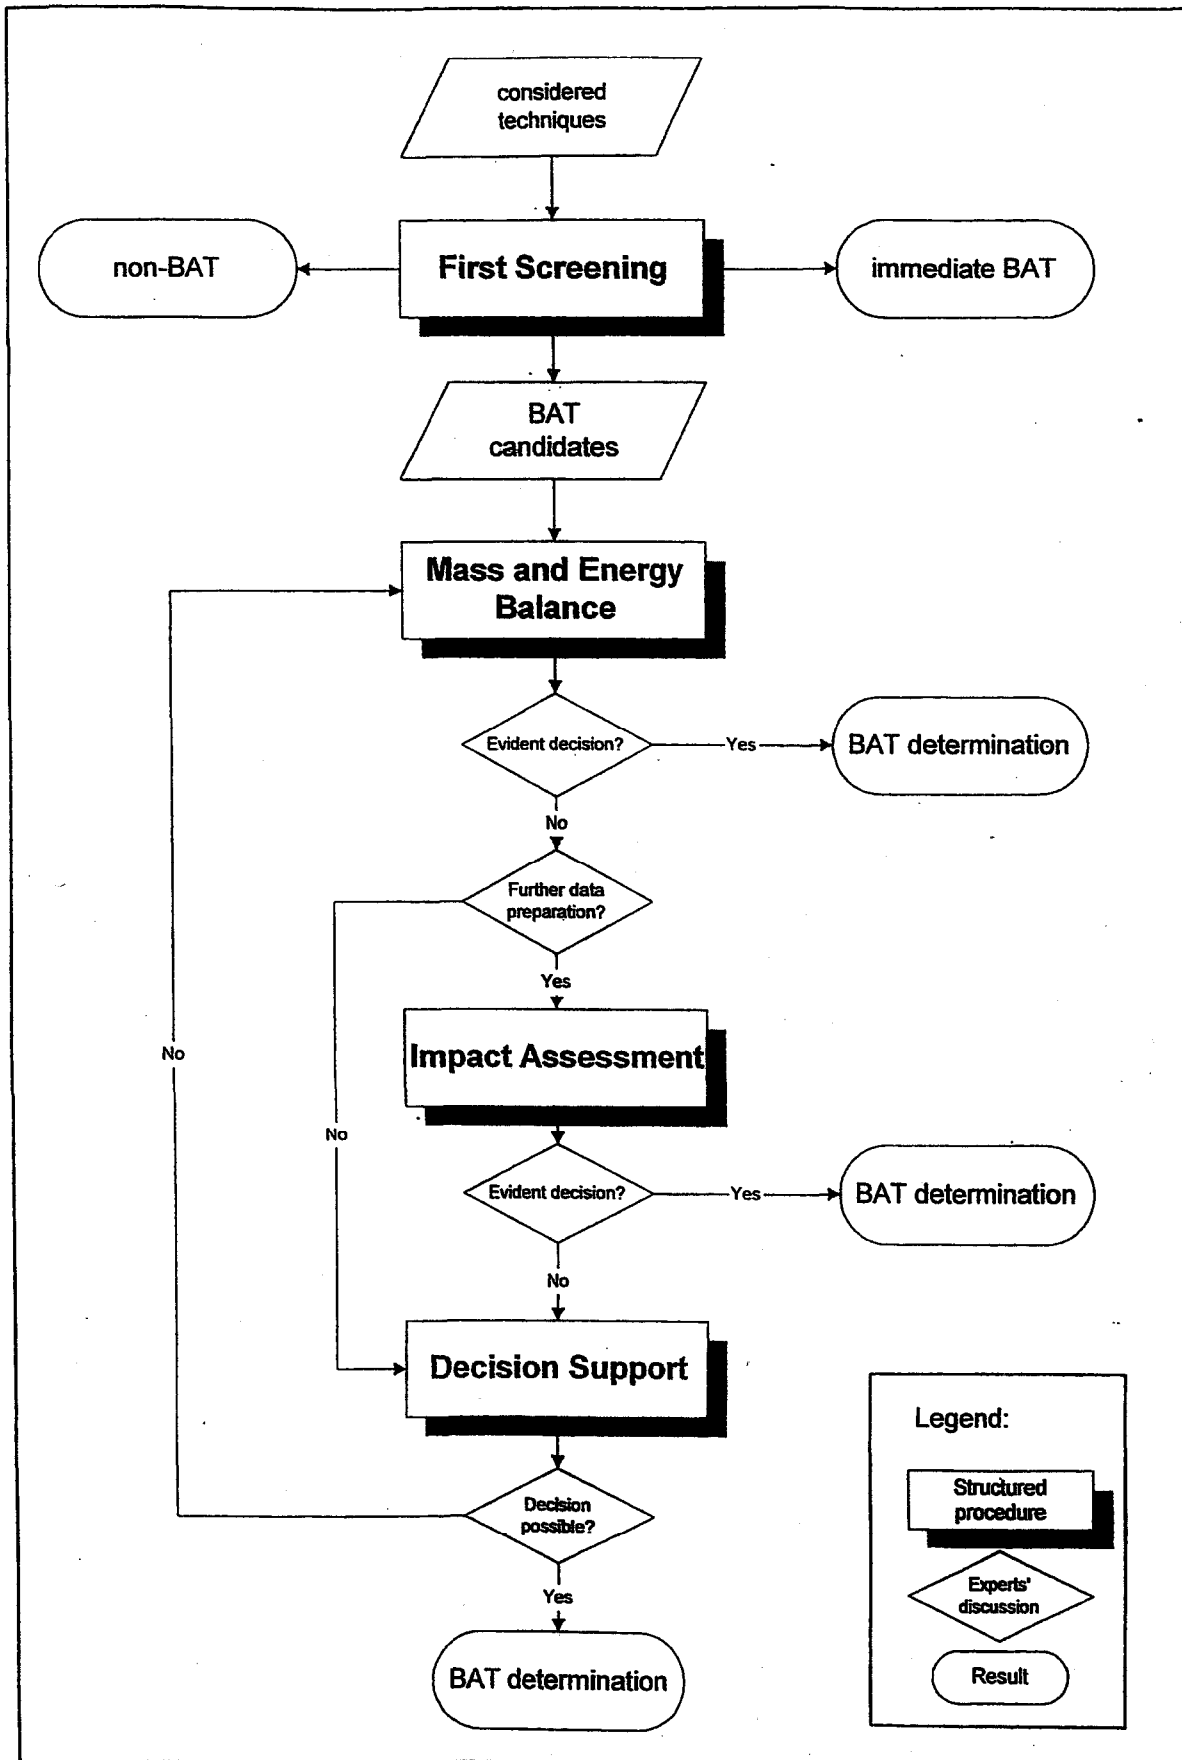 considered
techniques
non-BAT
First Screening
immediate BAT
BAT
candidates
Mass and Energy
Balance
Evident decision?
Yes
BAT determination
No
Further data
preparation?
Yes
Impact Assessment
No
No
Evident decision?
Yes
BAT determination
No
Decision Support
Legend:
Structured
procedure
Decision
possible?
Experts'
discussion
Yes
Result
BAT determination